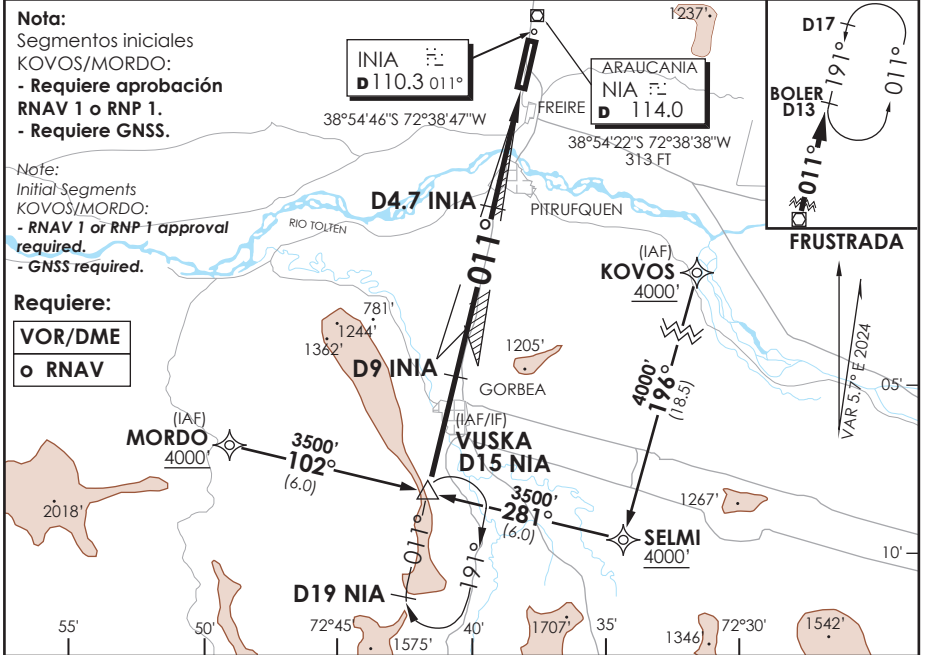 Nota:
Segmentos iniciales
KOVOS/MORDO:
- Requiere aprobación
RNAV 1 o RNP 1.
- Requiere GNSS.
Note:
Initial Segments
KOVOS/MORDO:
- RNAV 1 or RNP 1 approval
required.
- GNSS required.
Requiere:
VOR/DME
o RNAV
INIA
D 110.3 011°
38°54'46"S 72°38'47"W
ARAUCANIA
NIA
D 114.0
38°54'22"S 72°38'38"W
313 FT
1237'
FREIRE
D17
BOLER
D13
191°
011°
011°
FRUSTRADA
D4.7 INIA
PITRUFQUEN
RIO TOLTEN
011°
(IAF)
KOVOS
4000'
781'
1244'
1362'
1205'
D9 INIA
GORBEA
4000'
196°
(18.5)
VAR 5.7° E 2024
05'
(IAF)
MORDO
4000'
3500'
102°
(6.0)
(IAF/IF)
VUSKA
D15 NIA
3500'
281°
(6.0)
1267'
2018'
SELMI
4000'
10'
011°
191°
D19 NIA
55'
50'
72°45'
1575'
40'
1707'
35'
1346'
72°30'
1542'